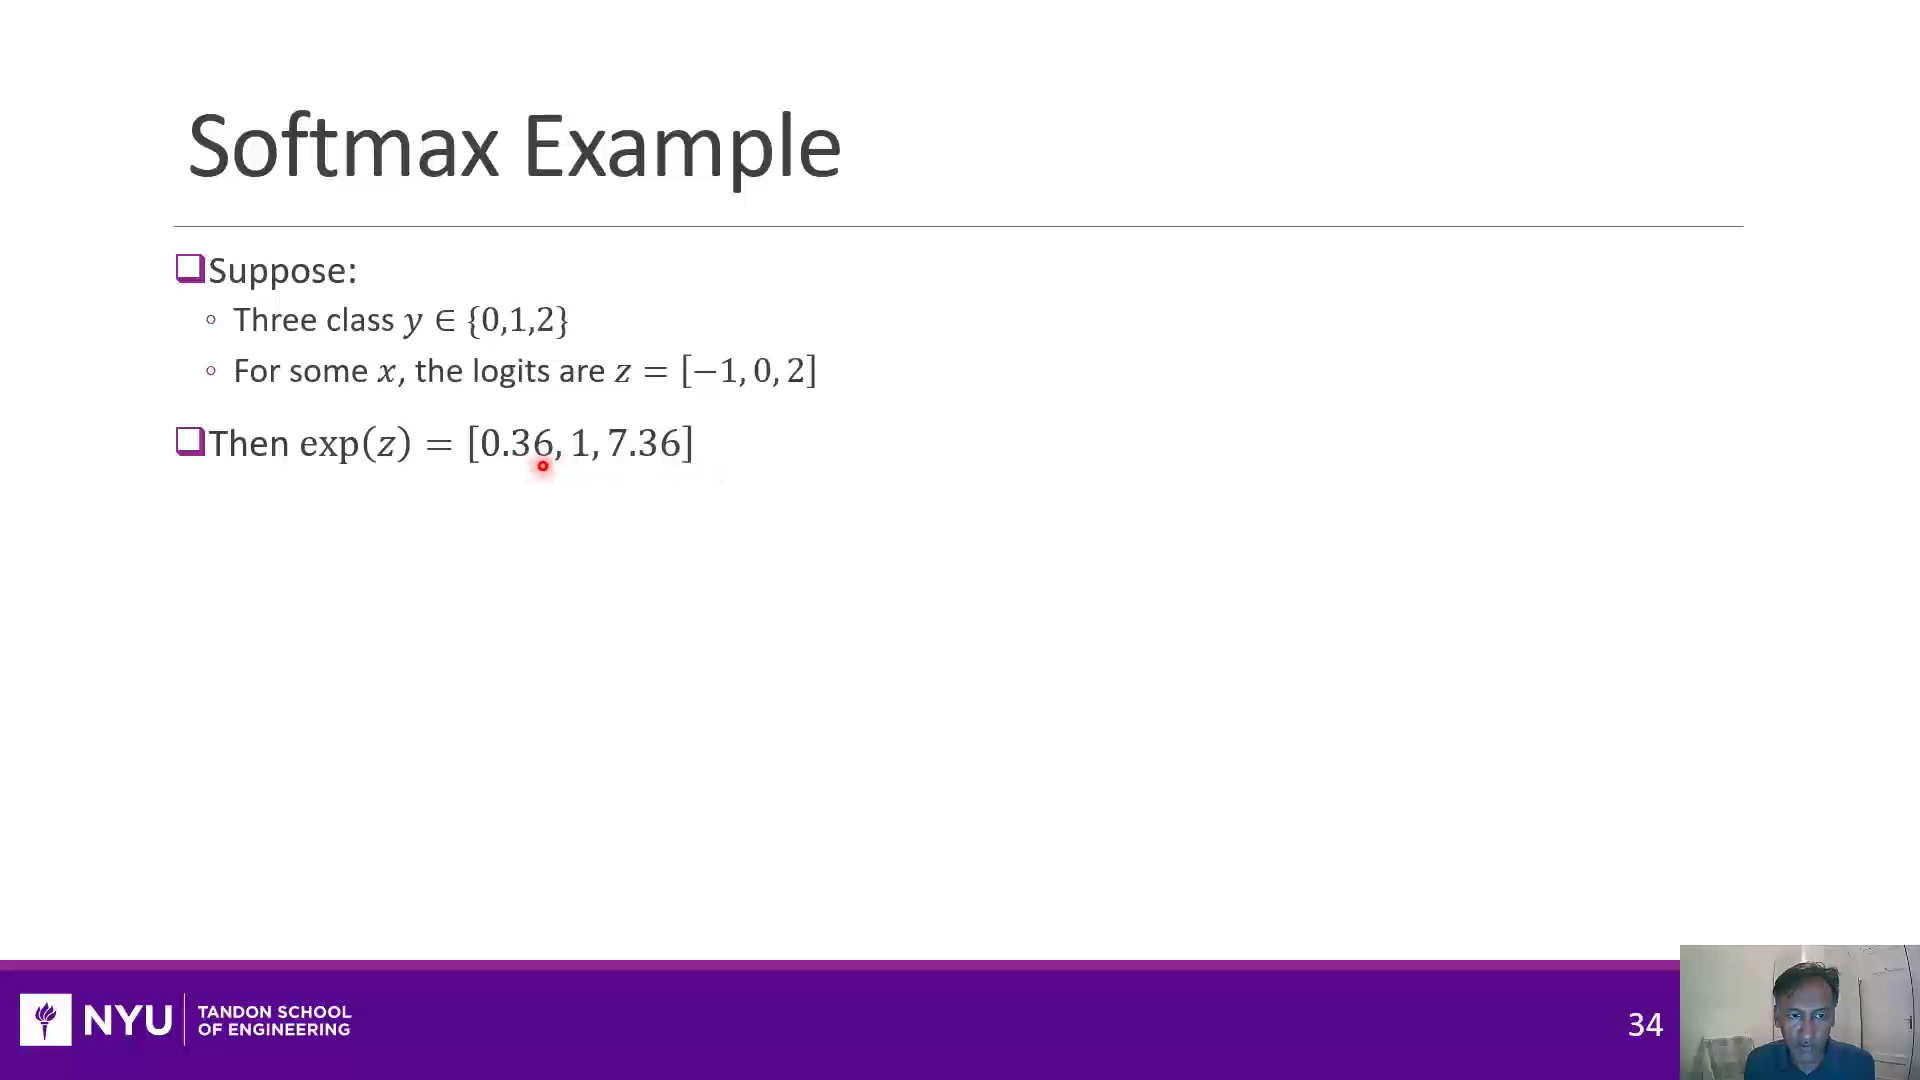 Softmax Example
Suppose:
Three class y ∈ {0,1,2}
For some x, the logits are z = [−1, 0, 2]
Then exp(z) = [0.36, 1, 7.36]
NYU
TANDON SCHOOL
OF ENGINEERING
34